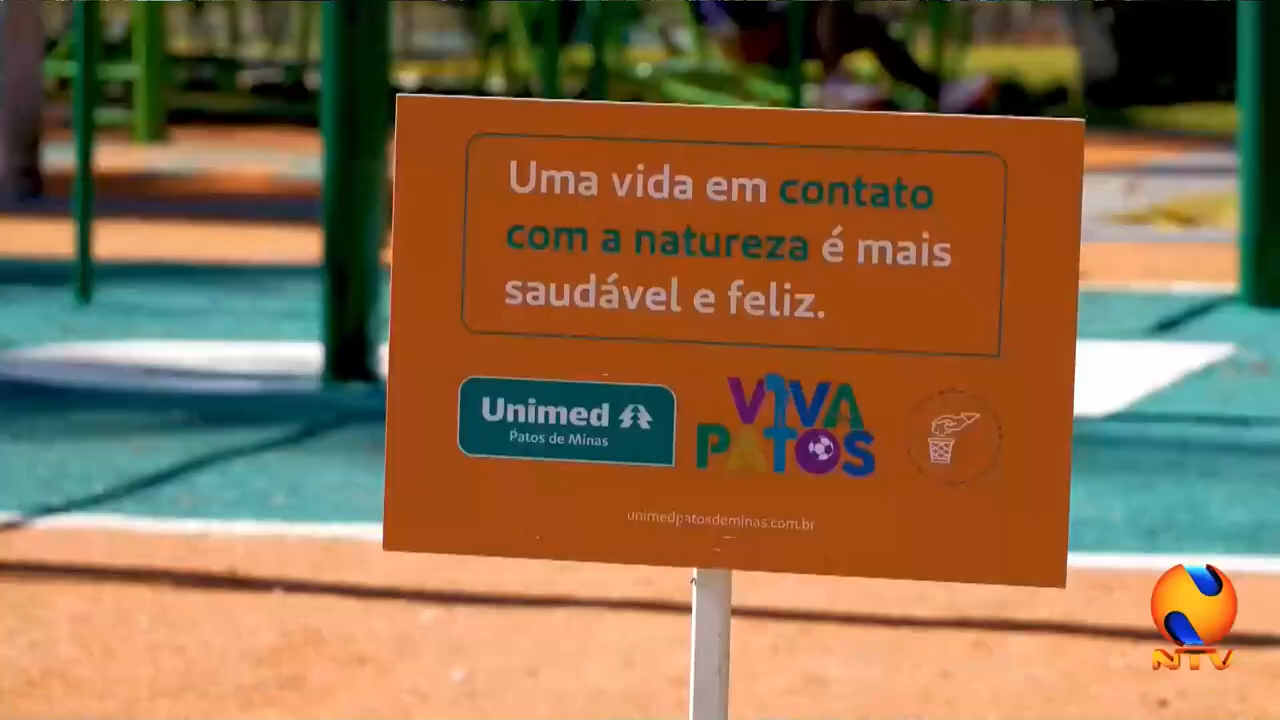 Uma vida em contato
com a natureza é mais
saudável e feliz.
Unimed
Patos de Minas
VIVA
PATOS
unimedpatosdeminas.com.br
NTV